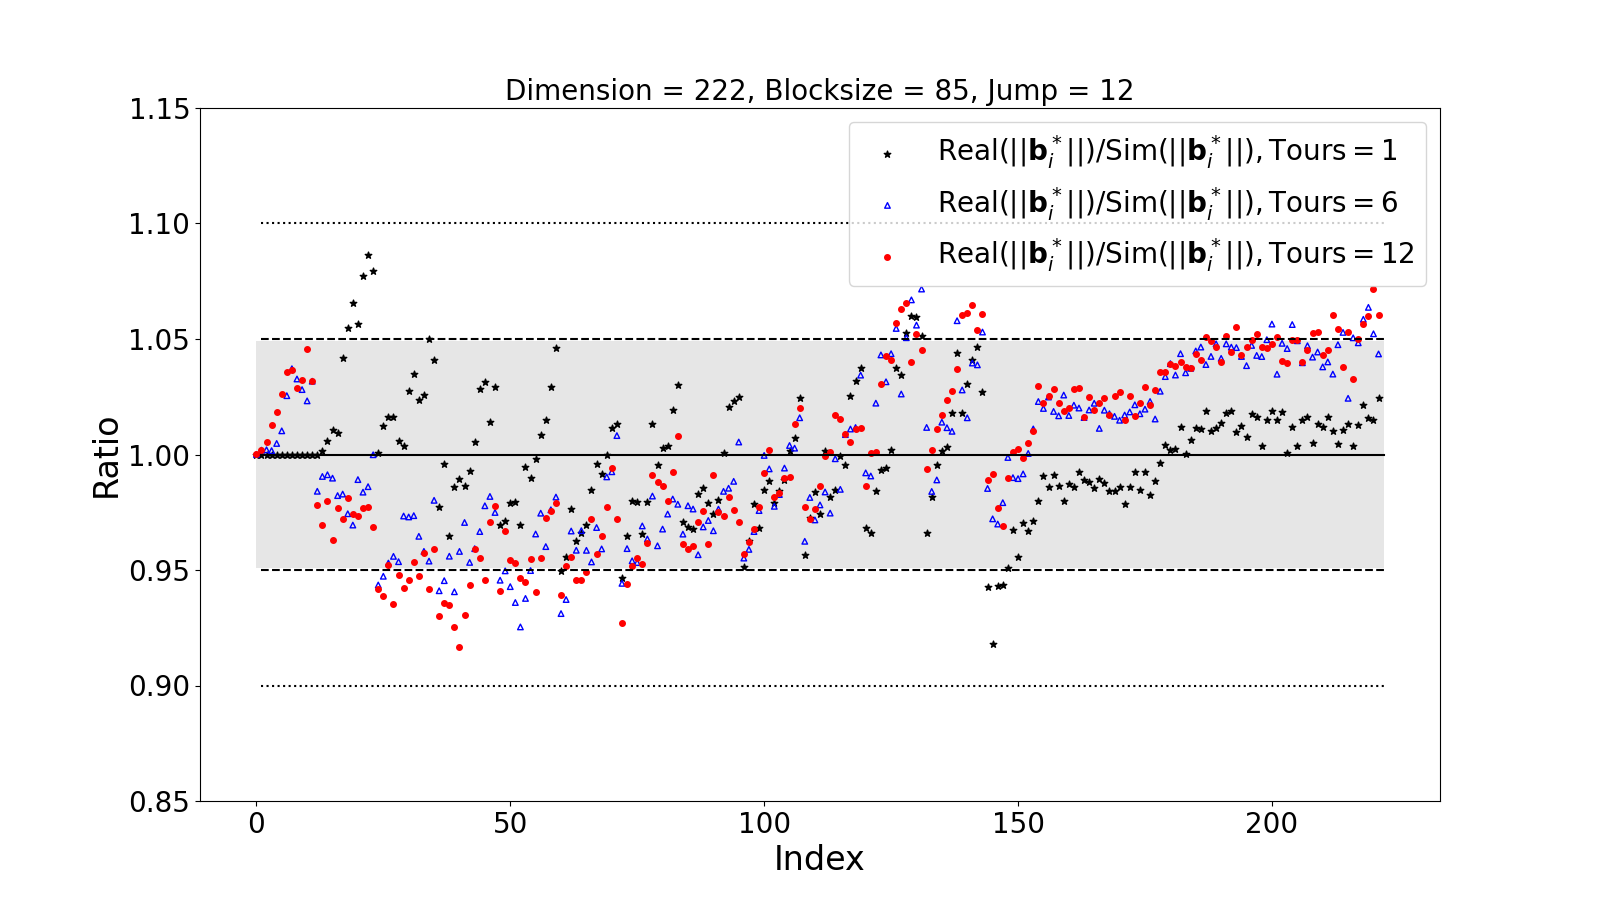 Dimension = 222, Blocksize = 85, Jump = 12
1.15
1.10
1.05
1.00
0.95
0.90
0.85
Ratio
Real(||b_i^*||)/Sim(||b_i^*||), Tours = 1
Real(||b_i^*||)/Sim(||b_i^*||), Tours = 6
Real(||b_i^*||)/Sim(||b_i^*||), Tours = 12
0 50 100 150 200
Index